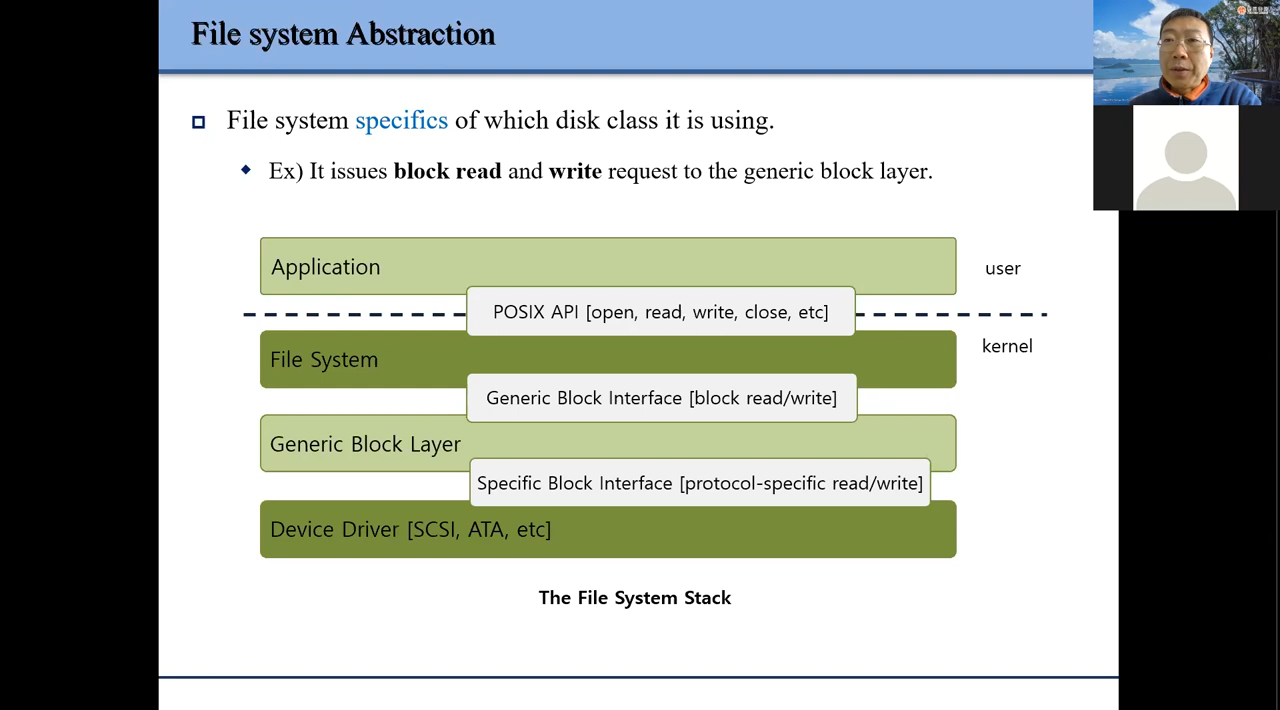 File system Abstraction
File system specifics of which disk class it is using.
Ex) It issues block read and write request to the generic block layer.
Application
user
POSIX API [open, read, write, close, etc]
kernel
File System
Generic Block Interface [block read/write]
Generic Block Layer
Specific Block Interface [protocol-specific read/write]
Device Driver [SCSI, ATA, etc]
The File System Stack